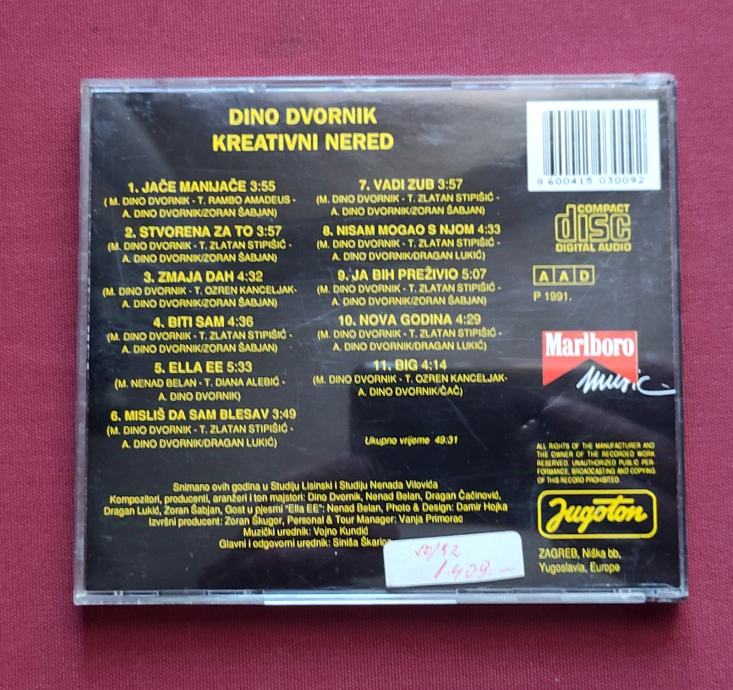 DINO DVORNIK
KREATIVNI NERED
1. JAČE MANIJAČE 3:55
( M. DINO DVORNIK - T. RAMBO AMADEUS -
A. DINO DVORNIK/ZORAN ŠABJAN)
2. STVORENA ZA TO 3:57
(M. DINO DVORNIK - T. ZLATAN STIPIŠIĆ -
A. DINO DVORNIK/ZORAN ŠABJAN)
3. ZMAJA DAH 4:32
(M. DINO DVORNIK - T. OZREN KANCELJAK-
A. DINO DVORNIK/ZORAN ŠABJAN)
4. BITI SAM 4:36
(M. DINO DVORNIK - T. ZLATAN STIPIŠIĆ -
A. DINO DVORNIK/ZORAN ŠABJAN)
5. ELLA EE 5:33
(M. NENAD BELAN - T. DIANA ALEBIĆ -
A. DINO DVORNIK)
6. MISLIŠ DA SAM BLESAV 3:49
(M. DINO DVORNIK - T. ZLATAN STIPIŠIĆ -
A. DINO DVORNIK/DRAGAN LUKIĆ)
7. VADI ZUB 3:57
(M. DINO DVORNIK - T. ZLATAN STIPIŠIĆ -
A. DINO DVORNIK/ZORAN ŠABJAN)
8. NISAM MOGAO S NJOM 4:33
(M. DINO DVORNIK - T. ZLATAN STIPIŠIĆ -
A. DINO DVORNIK/DRAGAN LUKIĆ)
9. JA BIH PREŽIVIO 5:07
(M. DINO DVORNIK - T. ZLATAN STIPIŠIĆ -
A. DINO DVORNIK/ZORAN ŠABJAN)
10. NOVA GODINA 4:29
(M. DINO DVORNIK - T. ZLATAN STIPIŠIĆ -
A. DINO DVORNIK/DRAGAN LUKIĆ)
11. BIG 4:14
(M. DINO DVORNIK - T. OZREN KANCELJAK-
A. DINO DVORNIK/ČAČ)
Ukupno vrijeme 49:31
Snimano ovih godina u Studiju Lisinski i Studiju Nenada Vilovića
Kompozitori, producenti, aranžeri i ton majstori: Dino Dvornik, Nenad Belan, Dragan Čačinović,
Dragan Lukić, Zoran Šabjan, Gost u pjesmi "Ella EE": Nenad Belan, Photo & Design: Damir Hojka
Izvršni producent: Zoran Škugor, Personal & Tour Manager: Vanja Primorac
Muzički urednik: Vojno Kundić
Glavni i odgovorni urednik: Siniša Škarica
1.409.-
8 600415 030092
COMPACT
disc
DIGITAL AUDIO
A A D
P 1991.
Marlboro
Music
ALL RIGHTS OF THE MANUFACTURER AND
THE OWNER OF THE RECORDED WORK
RESERVED. UNAUTHORIZED PUBLIC PER-
FORMANCE, BROADCASTING AND COPYING
OF THIS RECORD PROHIBITED.
Jugoton
ZAGREB, Niška bb,
Yugoslavia, Europe